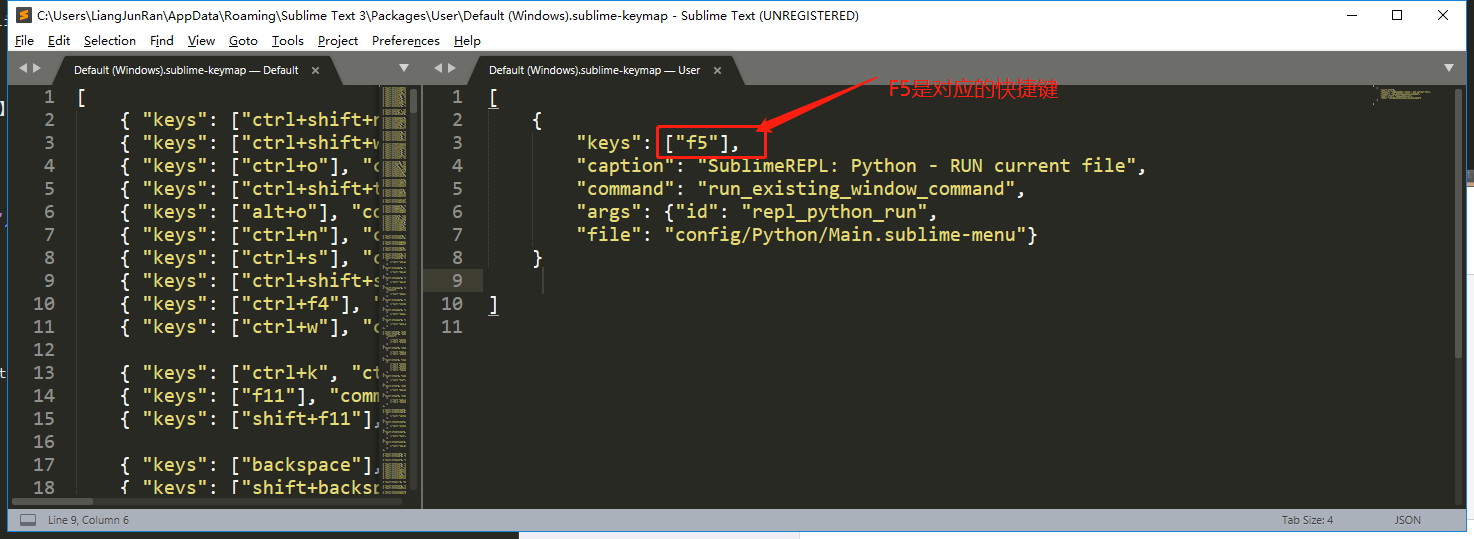 C:\Users\LiangJunRan\AppData\Roaming\Sublime Text 3\Packages\User\Default (Windows).sublime-keymap - Sublime Text (UNREGISTERED)
File Edit Selection Find View Goto Tools Project Preferences Help
Default (Windows).sublime-keymap — Default
1 [
2 { "keys": ["ctrl+shift+
3 { "keys": ["ctrl+shift+w
4 { "keys": ["ctrl+o"], "c
5 { "keys": ["ctrl+shift+t
6 { "keys": ["alt+o"], "co
7 { "keys": ["ctrl+n"], "c
8 { "keys": ["ctrl+s"], "c
9 { "keys": ["ctrl+shift+s
10 { "keys": ["ctrl+f4"], "
11 { "keys": ["ctrl+w"], "c
12
13 { "keys": ["ctrl+k", "ct
14 { "keys": ["f11"], "comm
15 { "keys": ["shift+f11"],
16
17 { "keys": ["backspace"],
18 { "keys": ["shift+backsp
Default (Windows).sublime-keymap — User
F5是对应的快捷键
1 [
2 {
3 "keys": ["f5"],
4 "caption": "SublimeREPL: Python - RUN current file",
5 "command": "run_existing_window_command",
6 "args": {"id": "repl_python_run",
7 "file": "config/Python/Main.sublime-menu"}
8 }
9
10 ]
11
Line 9, Column 6
Tab Size: 4
JSON